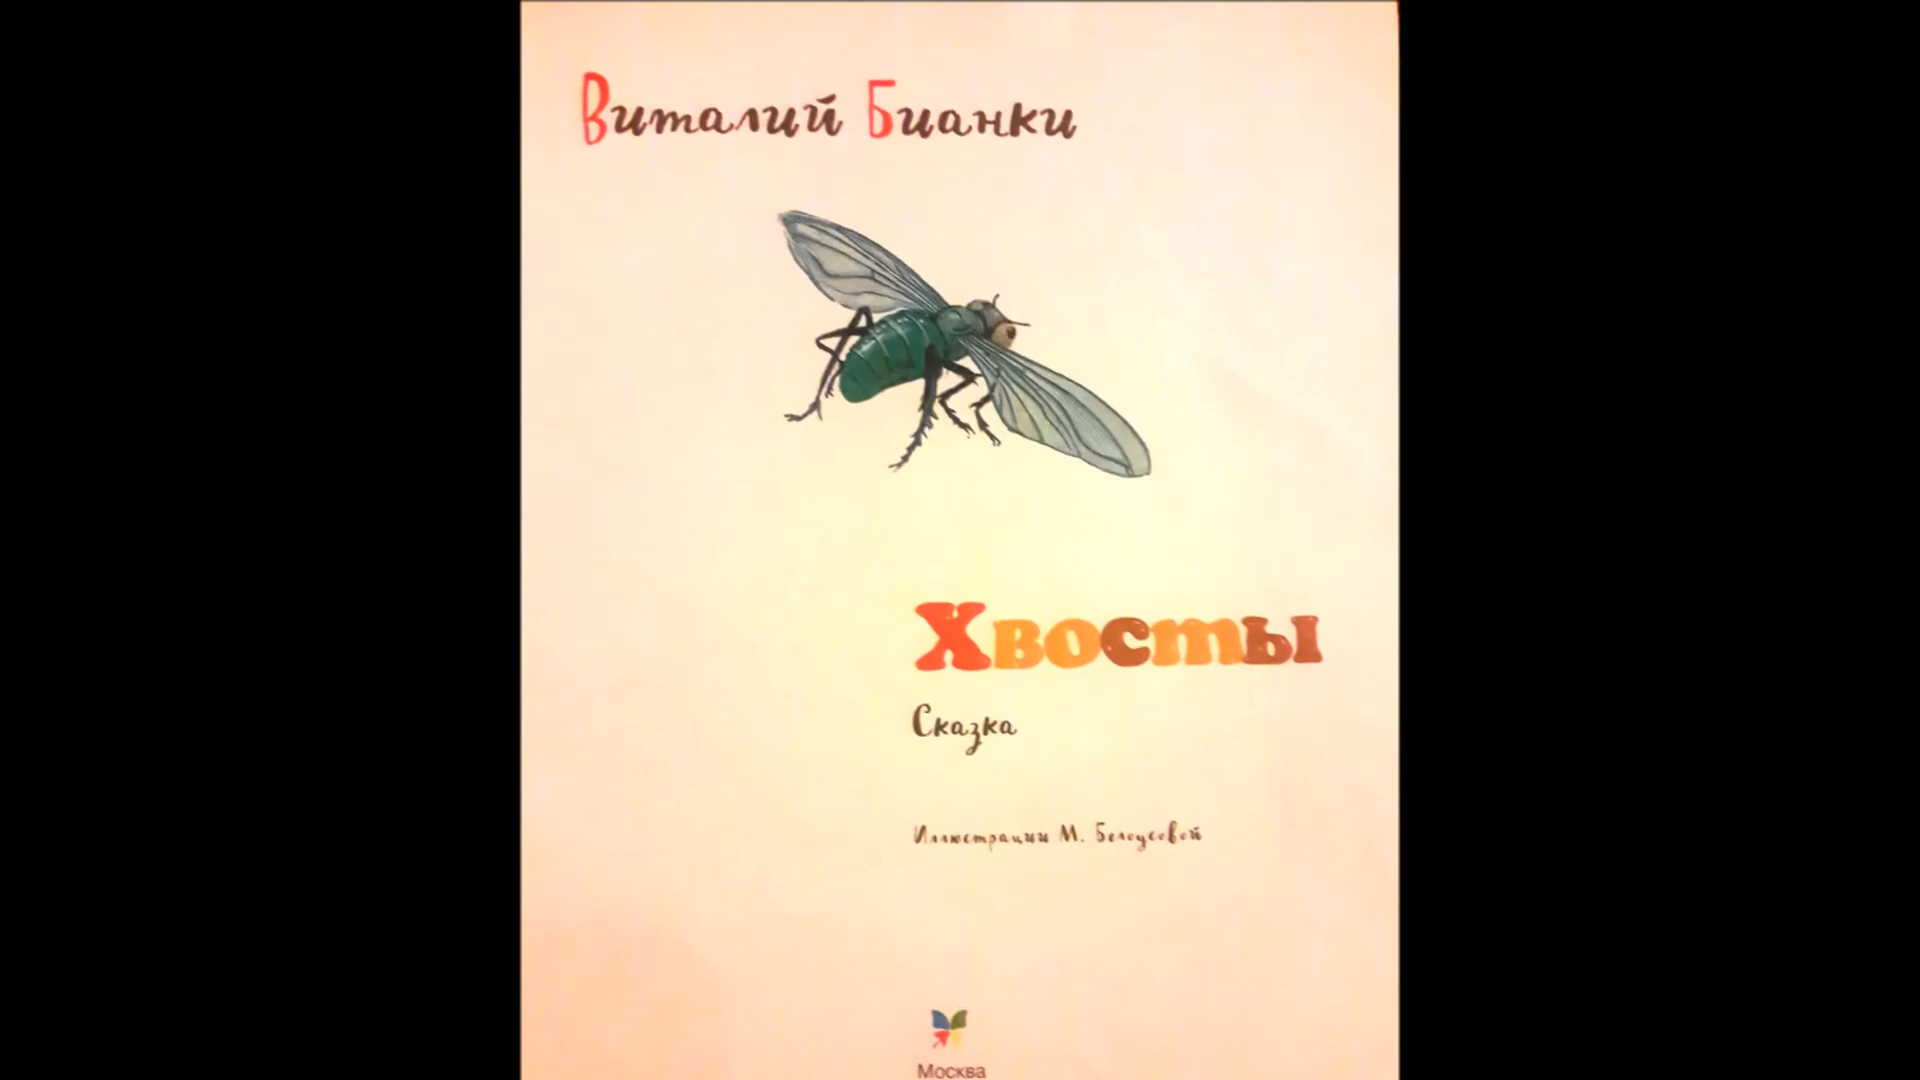 Виталий Бианки
Хвосты
Сказка
Иллюстрации М. Белоусовой
Москва